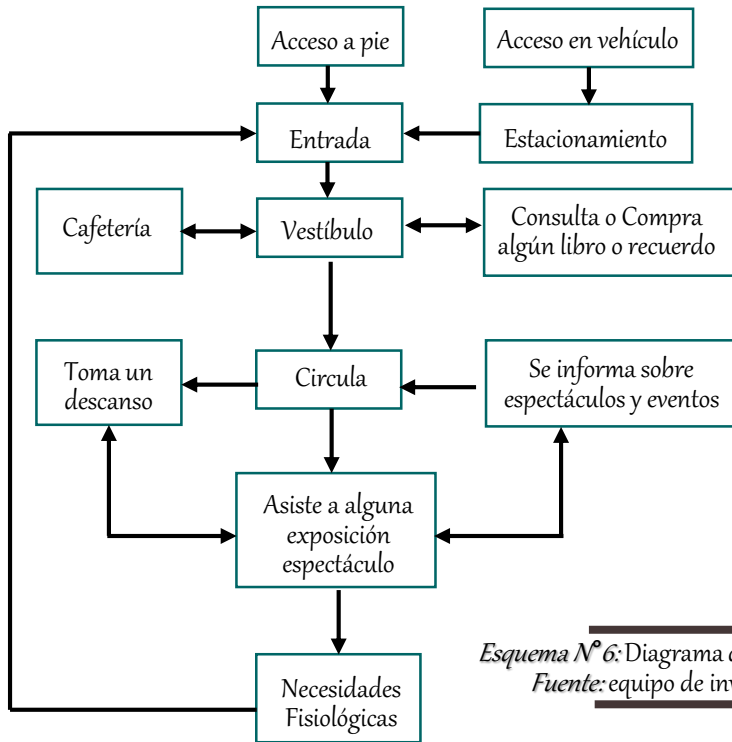 Acceso a pie
Acceso en vehículo
Entrada
Estacionamiento
Cafetería
Vestíbulo
Consulta o Compra
algún libro o recuerdo
Toma un
descanso
Circula
Se informa sobre
espectáculos y eventos
Asiste a alguna
exposición
espectáculo
Necesidades
Fisiológicas
Esquema N° 6: Diagrama
Fuente: equipo de